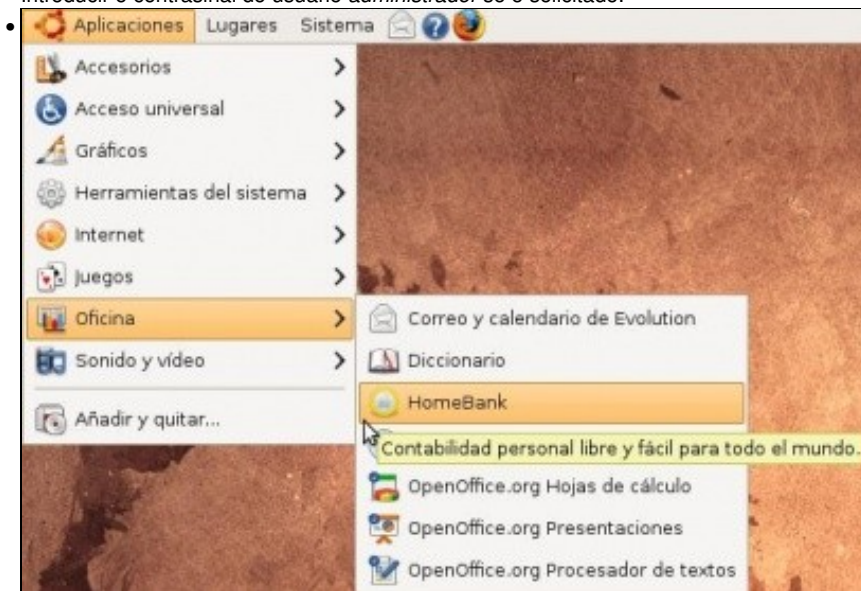 Aplicaciones Lugares Sistema
Accesorios
Acceso universal
Gráficos
Herramientas del sistema
Internet
Juegos
Oficina
Correo y calendario de Evolution
Sonido y vídeo
Diccionario
HomeBank
Añadir y quitar...
Contabilidad personal libre y fácil para todo el mundo.
OpenOffice.org Hojas de cálculo
OpenOffice.org Presentaciones
OpenOffice.org Procesador de textos